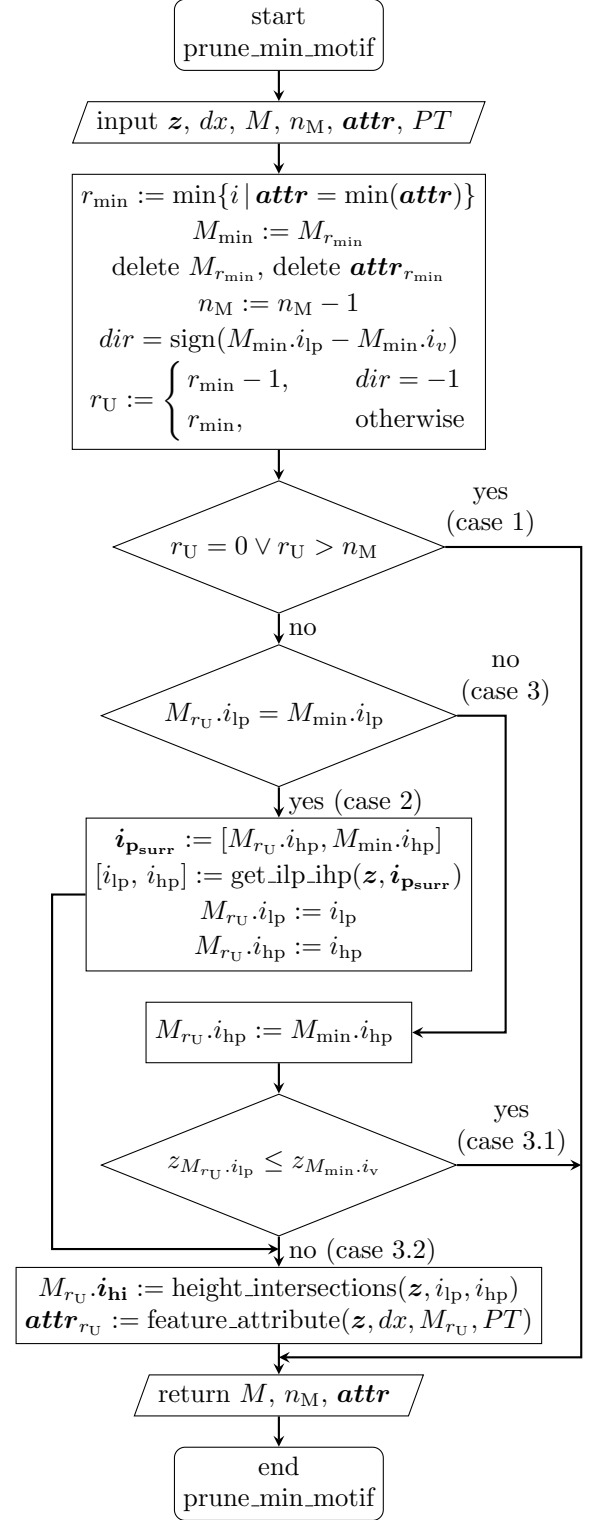 start
prune_min_motif
input z, dx, M, n_M, attr, PT
r_min := min{i | attr = min(attr)}
M_min := M_{r_min}
delete M_{r_min}, delete attr_{r_min}
n_M := n_M − 1
dir = sign(M_min.i_lp − M_min.i_v)
r_U := { r_min − 1, dir = −1
r_min, otherwise
yes
(case 1)
r_U = 0 ∨ r_U > n_M
no
no
(case 3)
M_{r_U}.i_lp = M_min.i_lp
yes (case 2)
i_{p_surr} := [M_{r_U}.i_hp, M_min.i_hp]
[i_lp, i_hp] := get_ilp_ihp(z, i_{p_surr})
M_{r_U}.i_lp := i_lp
M_{r_U}.i_hp := i_hp
M_{r_U}.i_hp := M_min.i_hp
yes
(case 3.1)
z_{M_{r_U}.i_lp} ≤ z_{M_min.i_v}
no (case 3.2)
M_{r_U}.i_hi := height_intersections(z, i_lp, i_hp)
attr_{r_U} := feature_attribute(z, dx, M_{r_U}, PT)
return M, n_M, attr
end
prune_min_motif